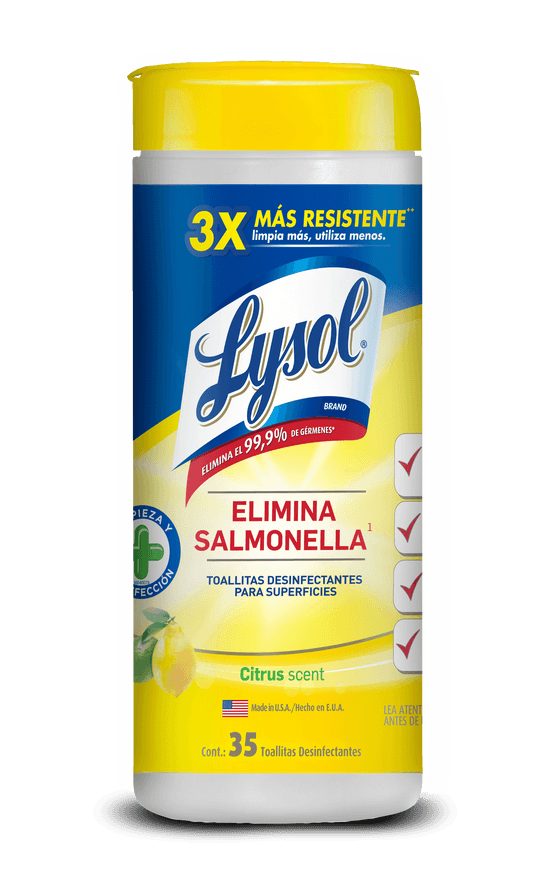 3X MÁS RESISTENTE++
limpia más, utiliza menos.
Lysol®
BRAND
ELIMINA EL 99,9% DE GÉRMENES*
ELIMINA
SALMONELLA1
TOALLITAS DESINFECTANTES
PARA SUPERFICIES
Citrus scent
Made in U.S.A./Hecho en E.U.A.
Cont.: 35 Toallitas Desinfectantes